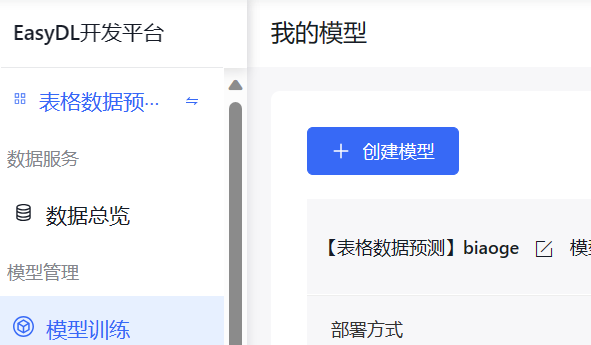 EasyDL开发平台
表格数据预…
数据服务
数据总览
模型管理
模型训练
我的模型
创建模型
【表格数据预测】biaoge 模
部署方式